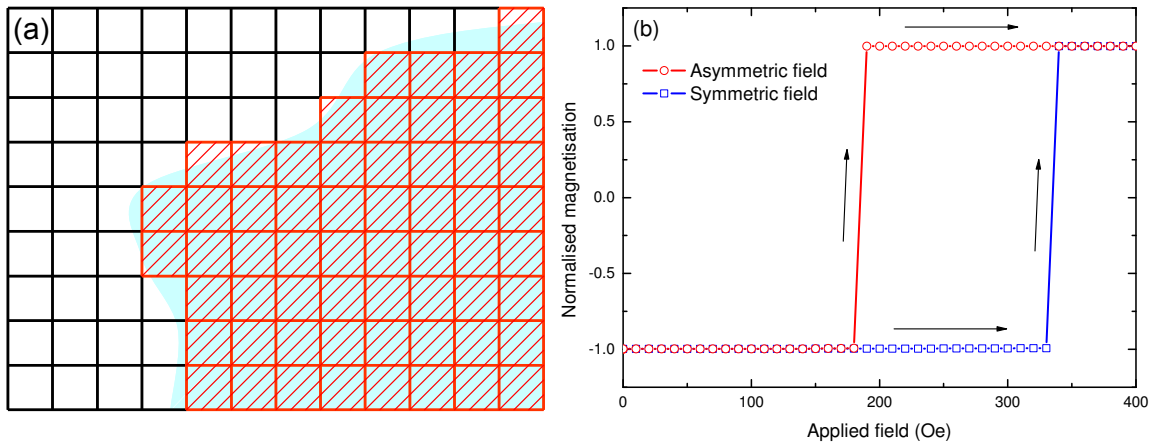 (a)
(b)
1.0
0.5
0.0
-0.5
-1.0
Normalised magnetisation
Asymmetric field
Symmetric field
0
100
200
300
400
Applied field (Oe)